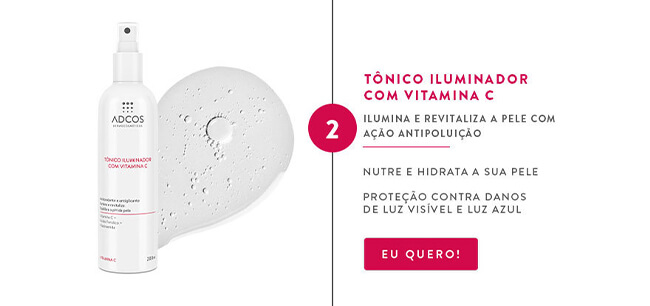 ADCOS
TÔNICO ILUMINADOR
COM VITAMINA C
VITAMINA C
2
TÔNICO ILUMINADOR
COM VITAMINA C
ILUMINA E REVITALIZA A PELE COM
AÇÃO ANTIPOLUIÇÃO
NUTRE E HIDRATA A SUA PELE
PROTEÇÃO CONTRA DANOS
DE LUZ VISÍVEL E LUZ AZUL
EU QUERO!